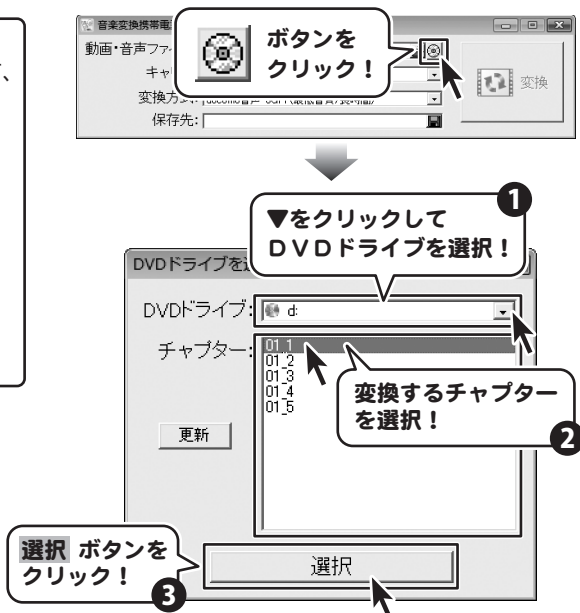 、
音楽変換携帯電
ボタンを
クリック！
動画・音声ファ
キャ
変換方
保存先:
変換
❶
▼をクリックして
ＤＶＤドライブを選択！
DVDドライブを
DVDドライブ: d:
チャプター:
01_1
01_2
01_3
01_4
01_5
変換するチャプター
を選択！
❷
更新
選択 ボタンを
クリック！
❸
選択